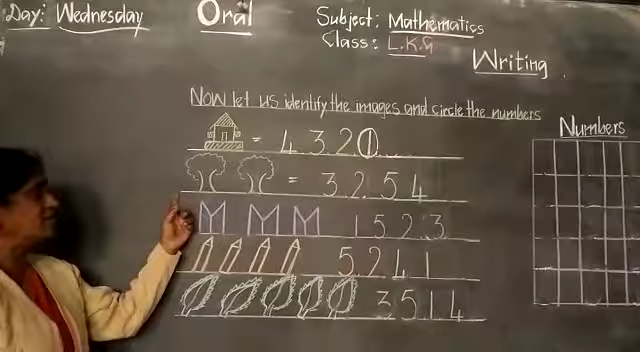 Day: Wednesday
Oral
Subject: Mathematics
Class: L.K.G
Writing.
Now let us identify the images and circle the numbers
Numbers
= 4 3 2 1
= 3 2 5 4
M M M 1 5 2 3
5 2 4 1
3 5 1 4